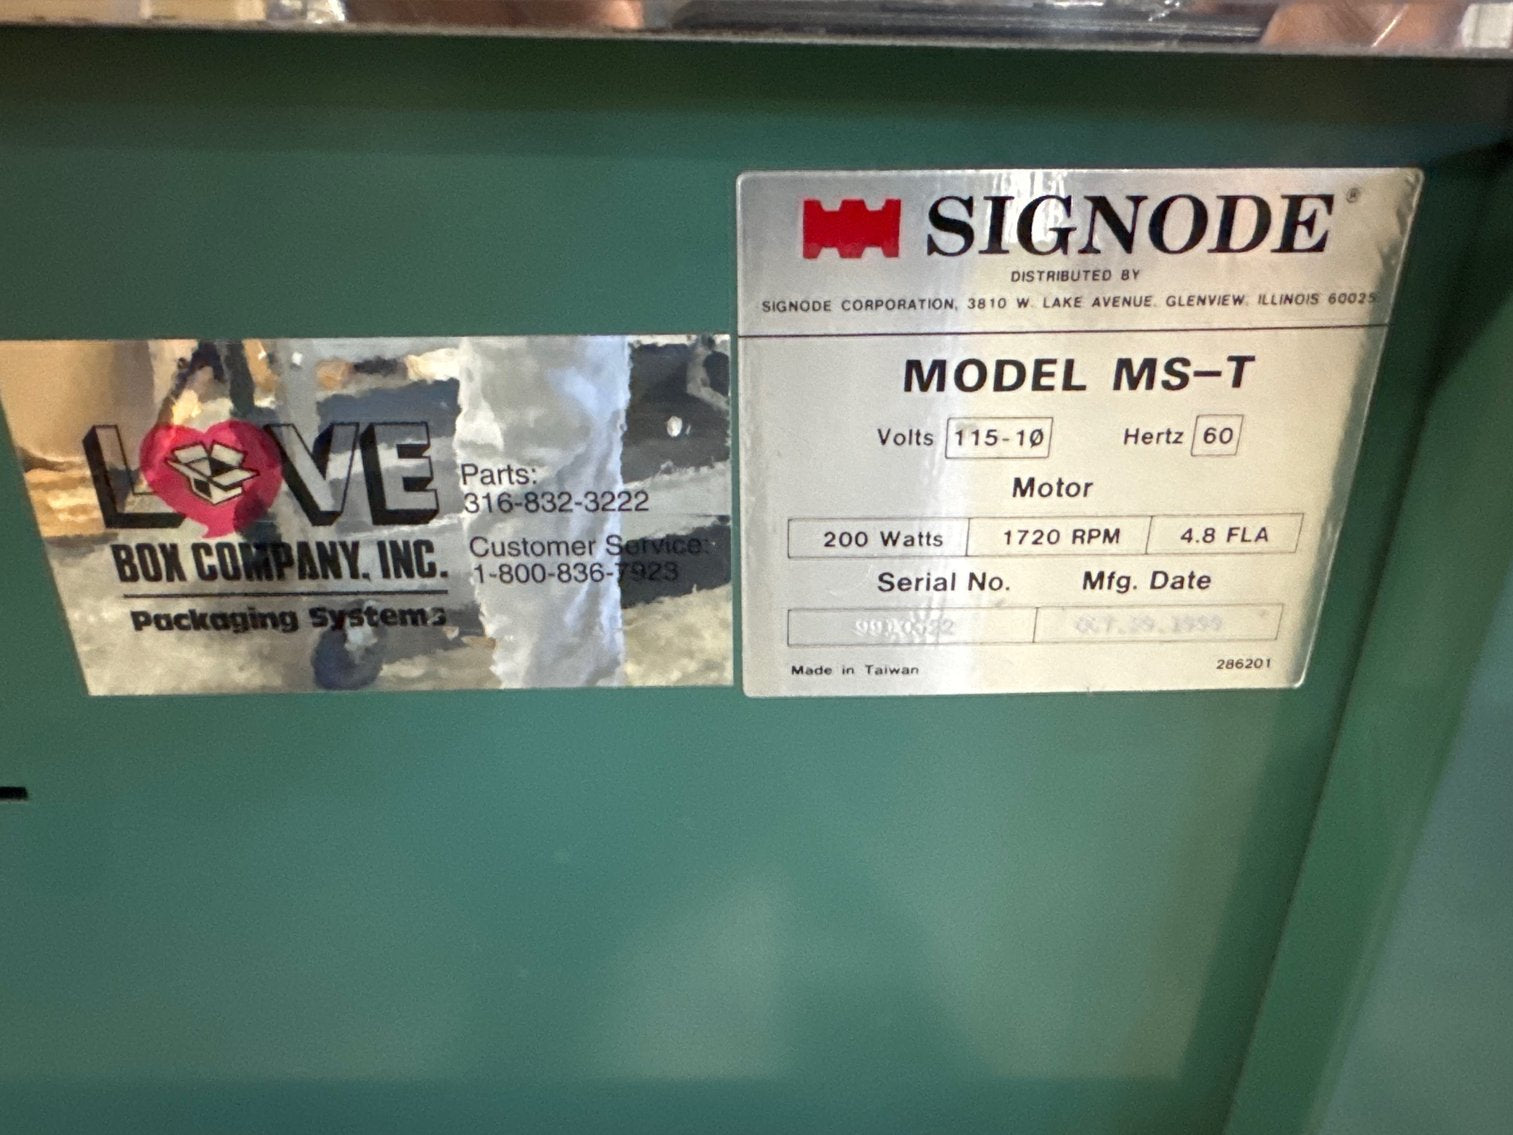 LOVE
BOX COMPANY, INC.
Packaging Systems
Parts:
316-832-3222
Customer Service:
1-800-836-7923
SIGNODE®
DISTRIBUTED BY
SIGNODE CORPORATION, 3810 W. LAKE AVENUE, GLENVIEW, ILLINOIS 60025
MODEL MS-T
Volts 115-1Ø Hertz 60
Motor
200 Watts 1720 RPM 4.8 FLA
Serial No. Mfg. Date
Made in Taiwan 286201